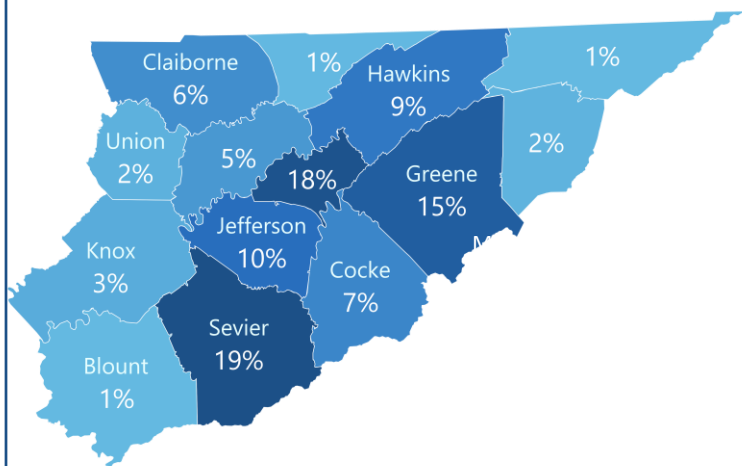 Claiborne
6%
1%
Hawkins
9%
1%
Union
2%
5%
18%
Greene
15%
2%
Jefferson
10%
Knox
3%
Cocke
7%
Sevier
19%
Blount
1%